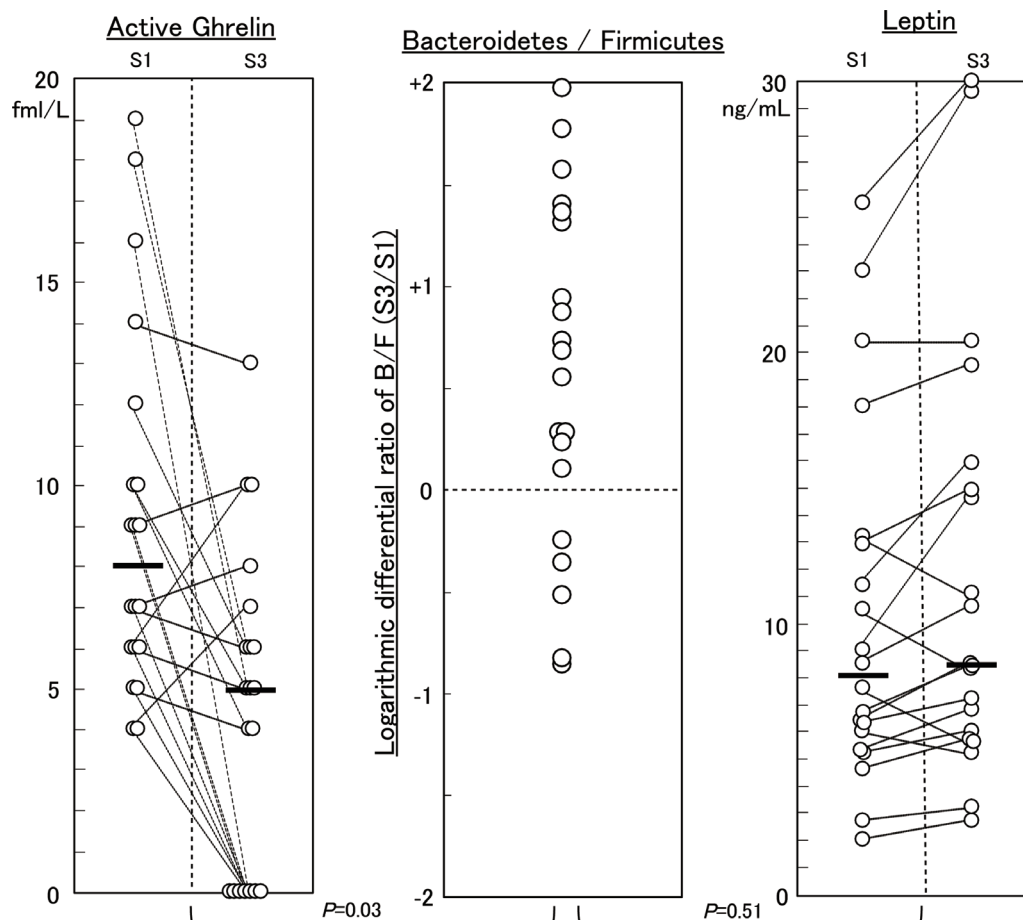 Active Ghrelin
S1 S3
20
fml/L
15
10
5
0
P=0.03
Bacteroidetes / Firmicutes
Logarithmic differential ratio of B/F (S3/S1)
+2
+1
0
-1
-2
P=0.51
Leptin
S1 S3
30
ng/mL
20
10
0